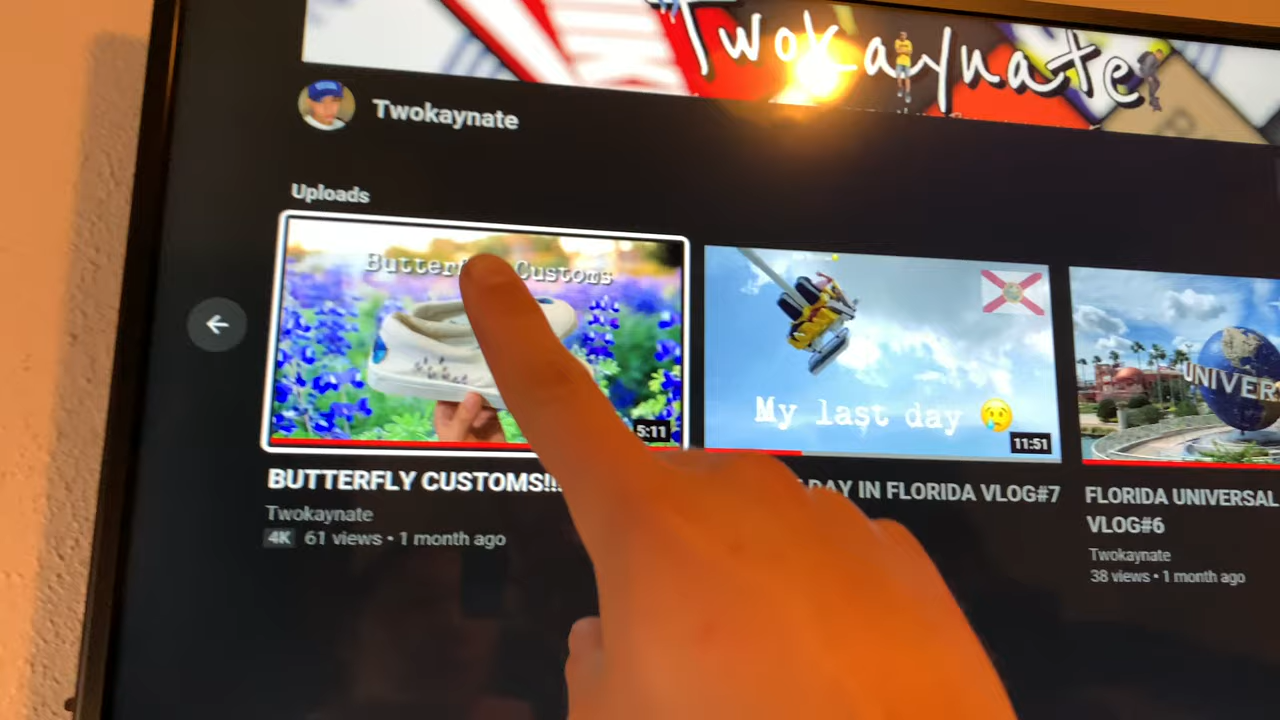 Twokaynate
Twokaynate
Uploads
Customs
5:11
My last day 😢
11:51
UNIVER
BUTTERFLY CUSTOMS!!!
DAY IN FLORIDA VLOG#7
FLORIDA UNIVERSAL
VLOG#6
Twokaynate
4K 61 views • 1 month ago
Twokaynate
38 views • 1 month ago